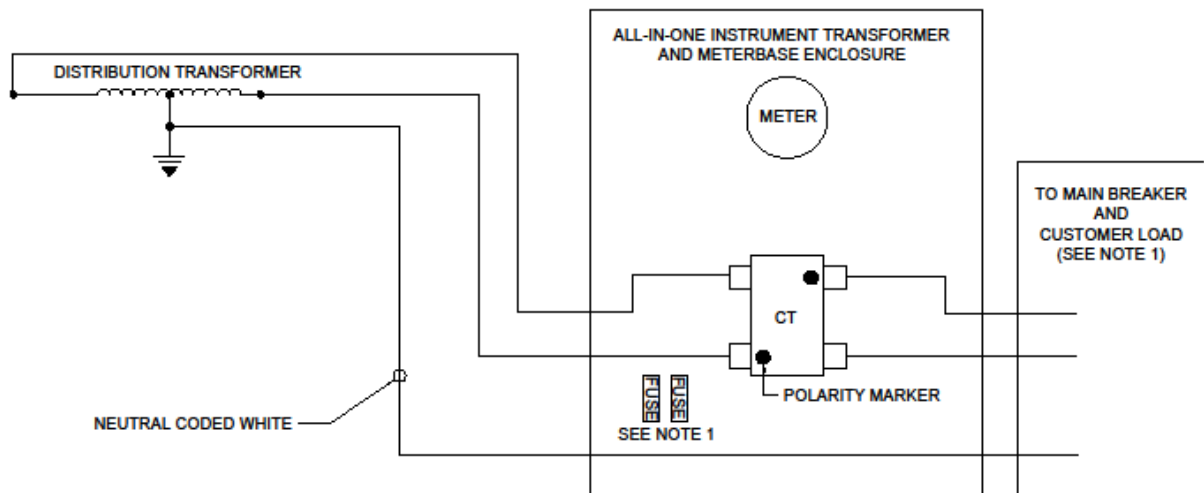 ALL-IN-ONE INSTRUMENT TRANSFORMER
AND METERBASE ENCLOSURE
DISTRIBUTION TRANSFORMER
METER
TO MAIN BREAKER
AND
CUSTOMER LOAD
(SEE NOTE 1)
CT
FUSE
FUSE
POLARITY MARKER
NEUTRAL CODED WHITE
SEE NOTE 1